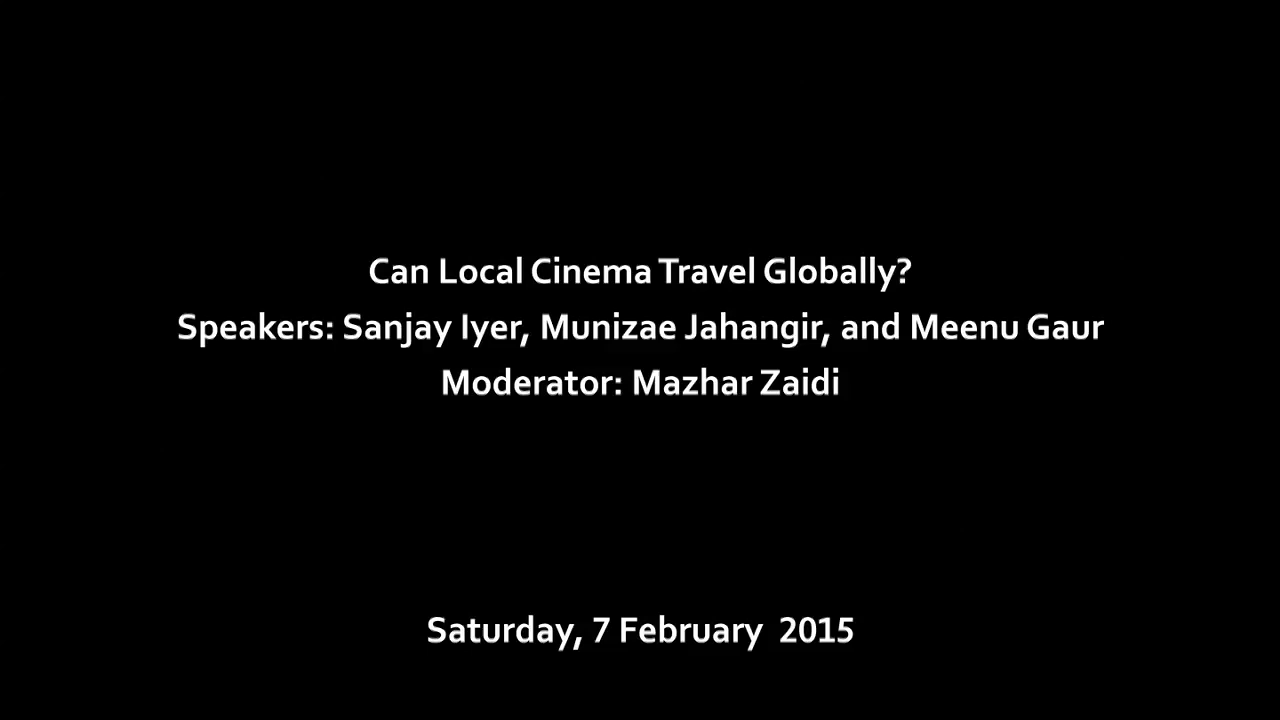 Can Local Cinema Travel Globally?
Speakers: Sanjay Iyer, Munizae Jahangir, and Meenu Gaur
Moderator: Mazhar Zaidi
Saturday, 7 February 2015